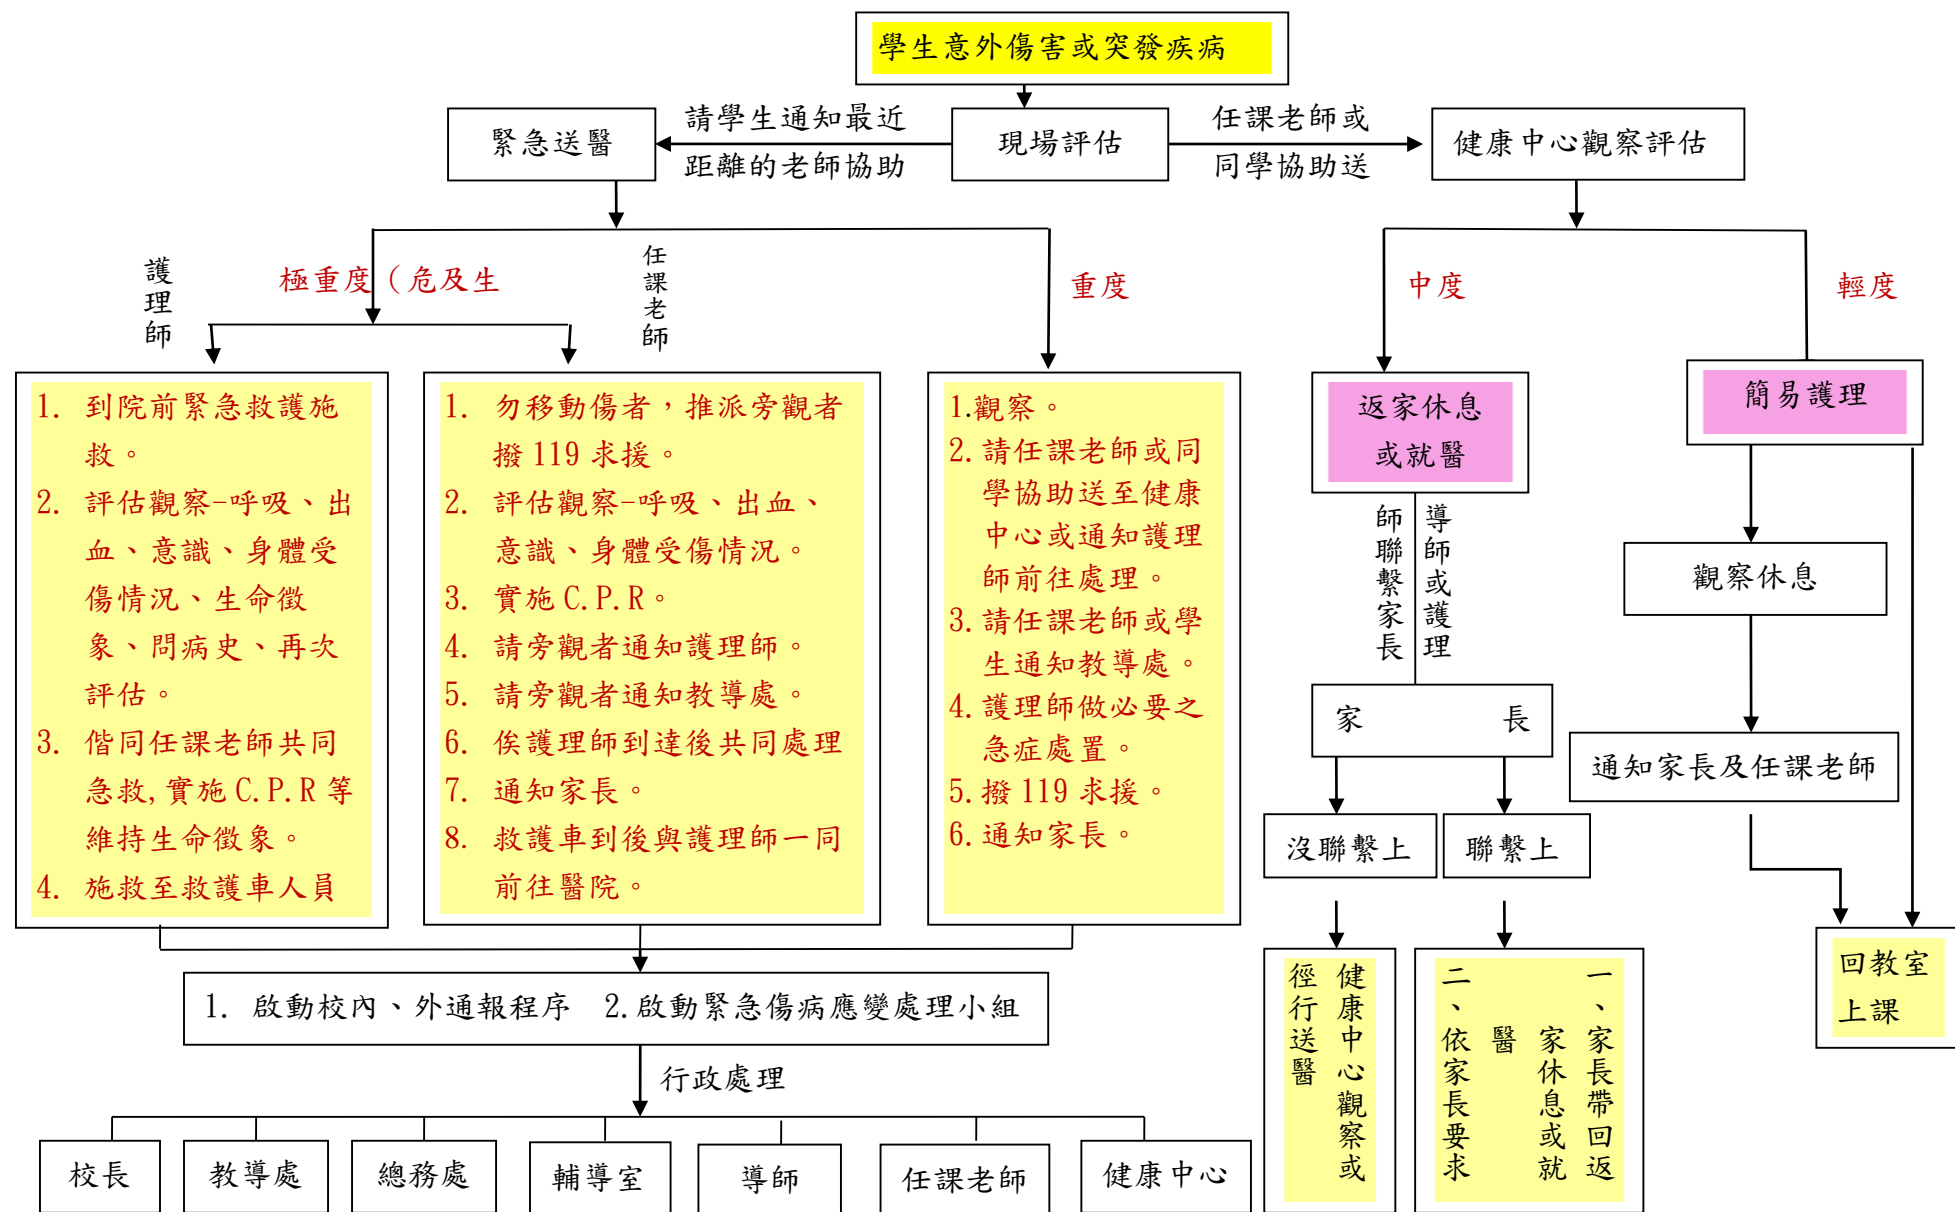 學生意外傷害或突發疾病
緊急送醫
請學生通知最近
距離的老師協助
現場評估
任課老師或
同學協助送
健康中心觀察評估
護理師
極重度（危及生
任課老師
重度
中度
輕度
1. 到院前緊急救護施
救。
2. 評估觀察-呼吸、出
血、意識、身體受
傷情況、生命徵
象、問病史、再次
評估。
3. 偕同任課老師共同
急救,實施 C.P.R 等
維持生命徵象。
4. 施救至救護車人員
1. 勿移動傷者，推派旁觀者
撥 119 求援。
2. 評估觀察-呼吸、出血、
意識、身體受傷情況。
3. 實施 C.P.R。
4. 請旁觀者通知護理師。
5. 請旁觀者通知教導處。
6. 俟護理師到達後共同處理
7. 通知家長。
8. 救護車到後與護理師一同
前往醫院。
1.觀察。
2.請任課老師或同
學協助送至健康
中心或通知護理
師前往處理。
3.請任課老師或學
生通知教導處。
4.護理師做必要之
急症處置。
5.撥 119 求援。
6.通知家長。
返家休息
或就醫
導師或護理
師聯繫家長
家 長
沒聯繫上
聯繫上
健康中心觀察或
徑行送醫
一、家長帶回返
家休息或就
醫
二、依家長要求
簡易護理
觀察休息
通知家長及任課老師
回教室
上課
1. 啟動校內、外通報程序 2.啟動緊急傷病應變處理小組
行政處理
校長
教導處
總務處
輔導室
導師
任課老師
健康中心